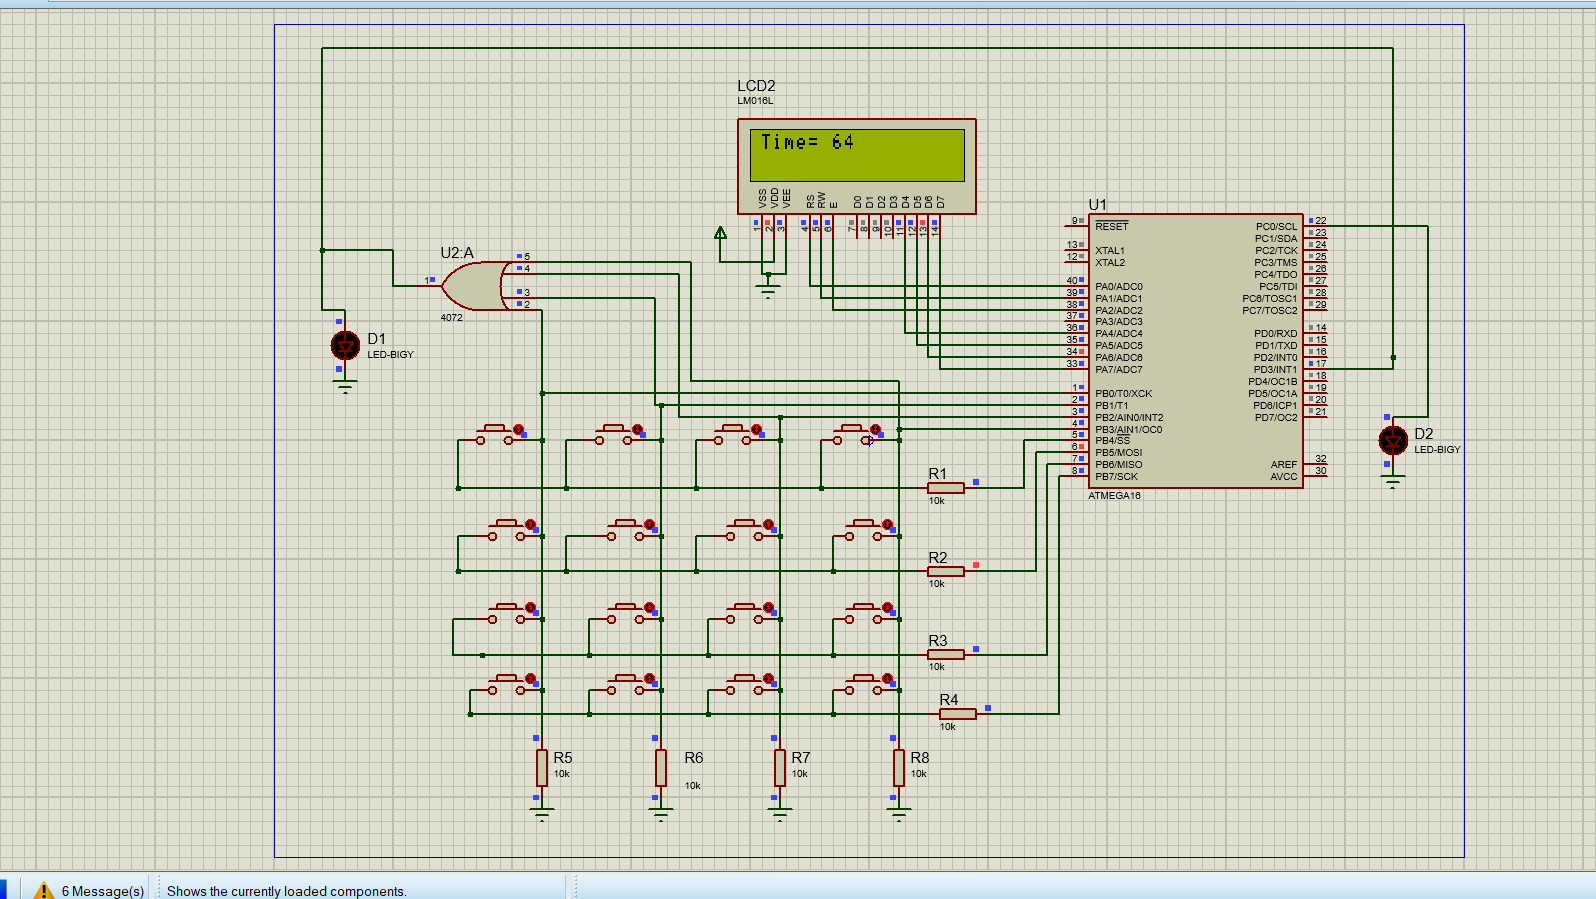 LCD2
LM016L
Time= 64
VSS
VDD
VEE
RS
RW
E
D0
D1
D2
D3
D4
D5
D6
D7
1
2
3
4
5
6
7
8
9
10
11
12
13
14
U2:A
5
4
1
3
2
4072
D1
LED-BIGY
U1
9 RESET
13 XTAL1
12 XTAL2
40 PA0/ADC0
39 PA1/ADC1
38 PA2/ADC2
37 PA3/ADC3
36 PA4/ADC4
35 PA5/ADC5
34 PA6/ADC6
33 PA7/ADC7
1 PB0/T0/XCK
2 PB1/T1
3 PB2/AIN0/INT2
4 PB3/AIN1/OC0
5 PB4/SS
6 PB5/MOSI
7 PB6/MISO
8 PB7/SCK
PC0/SCL 22
PC1/SDA 23
PC2/TCK 24
PC3/TMS 25
PC4/TDO 26
PC5/TDI 27
PC6/TOSC1 28
PC7/TOSC2 29
PD0/RXD 14
PD1/TXD 15
PD2/INT0 16
PD3/INT1 17
PD4/OC1B 18
PD5/OC1A 19
PD6/ICP1 20
PD7/OC2 21
AREF 32
AVCC 30
ATMEGA16
D2
LED-BIGY
R1
10k
R2
10k
R3
10k
R4
10k
R5
10k
R6
10k
R7
10k
R8
10k
6 Message(s)
Shows the currently loaded components.